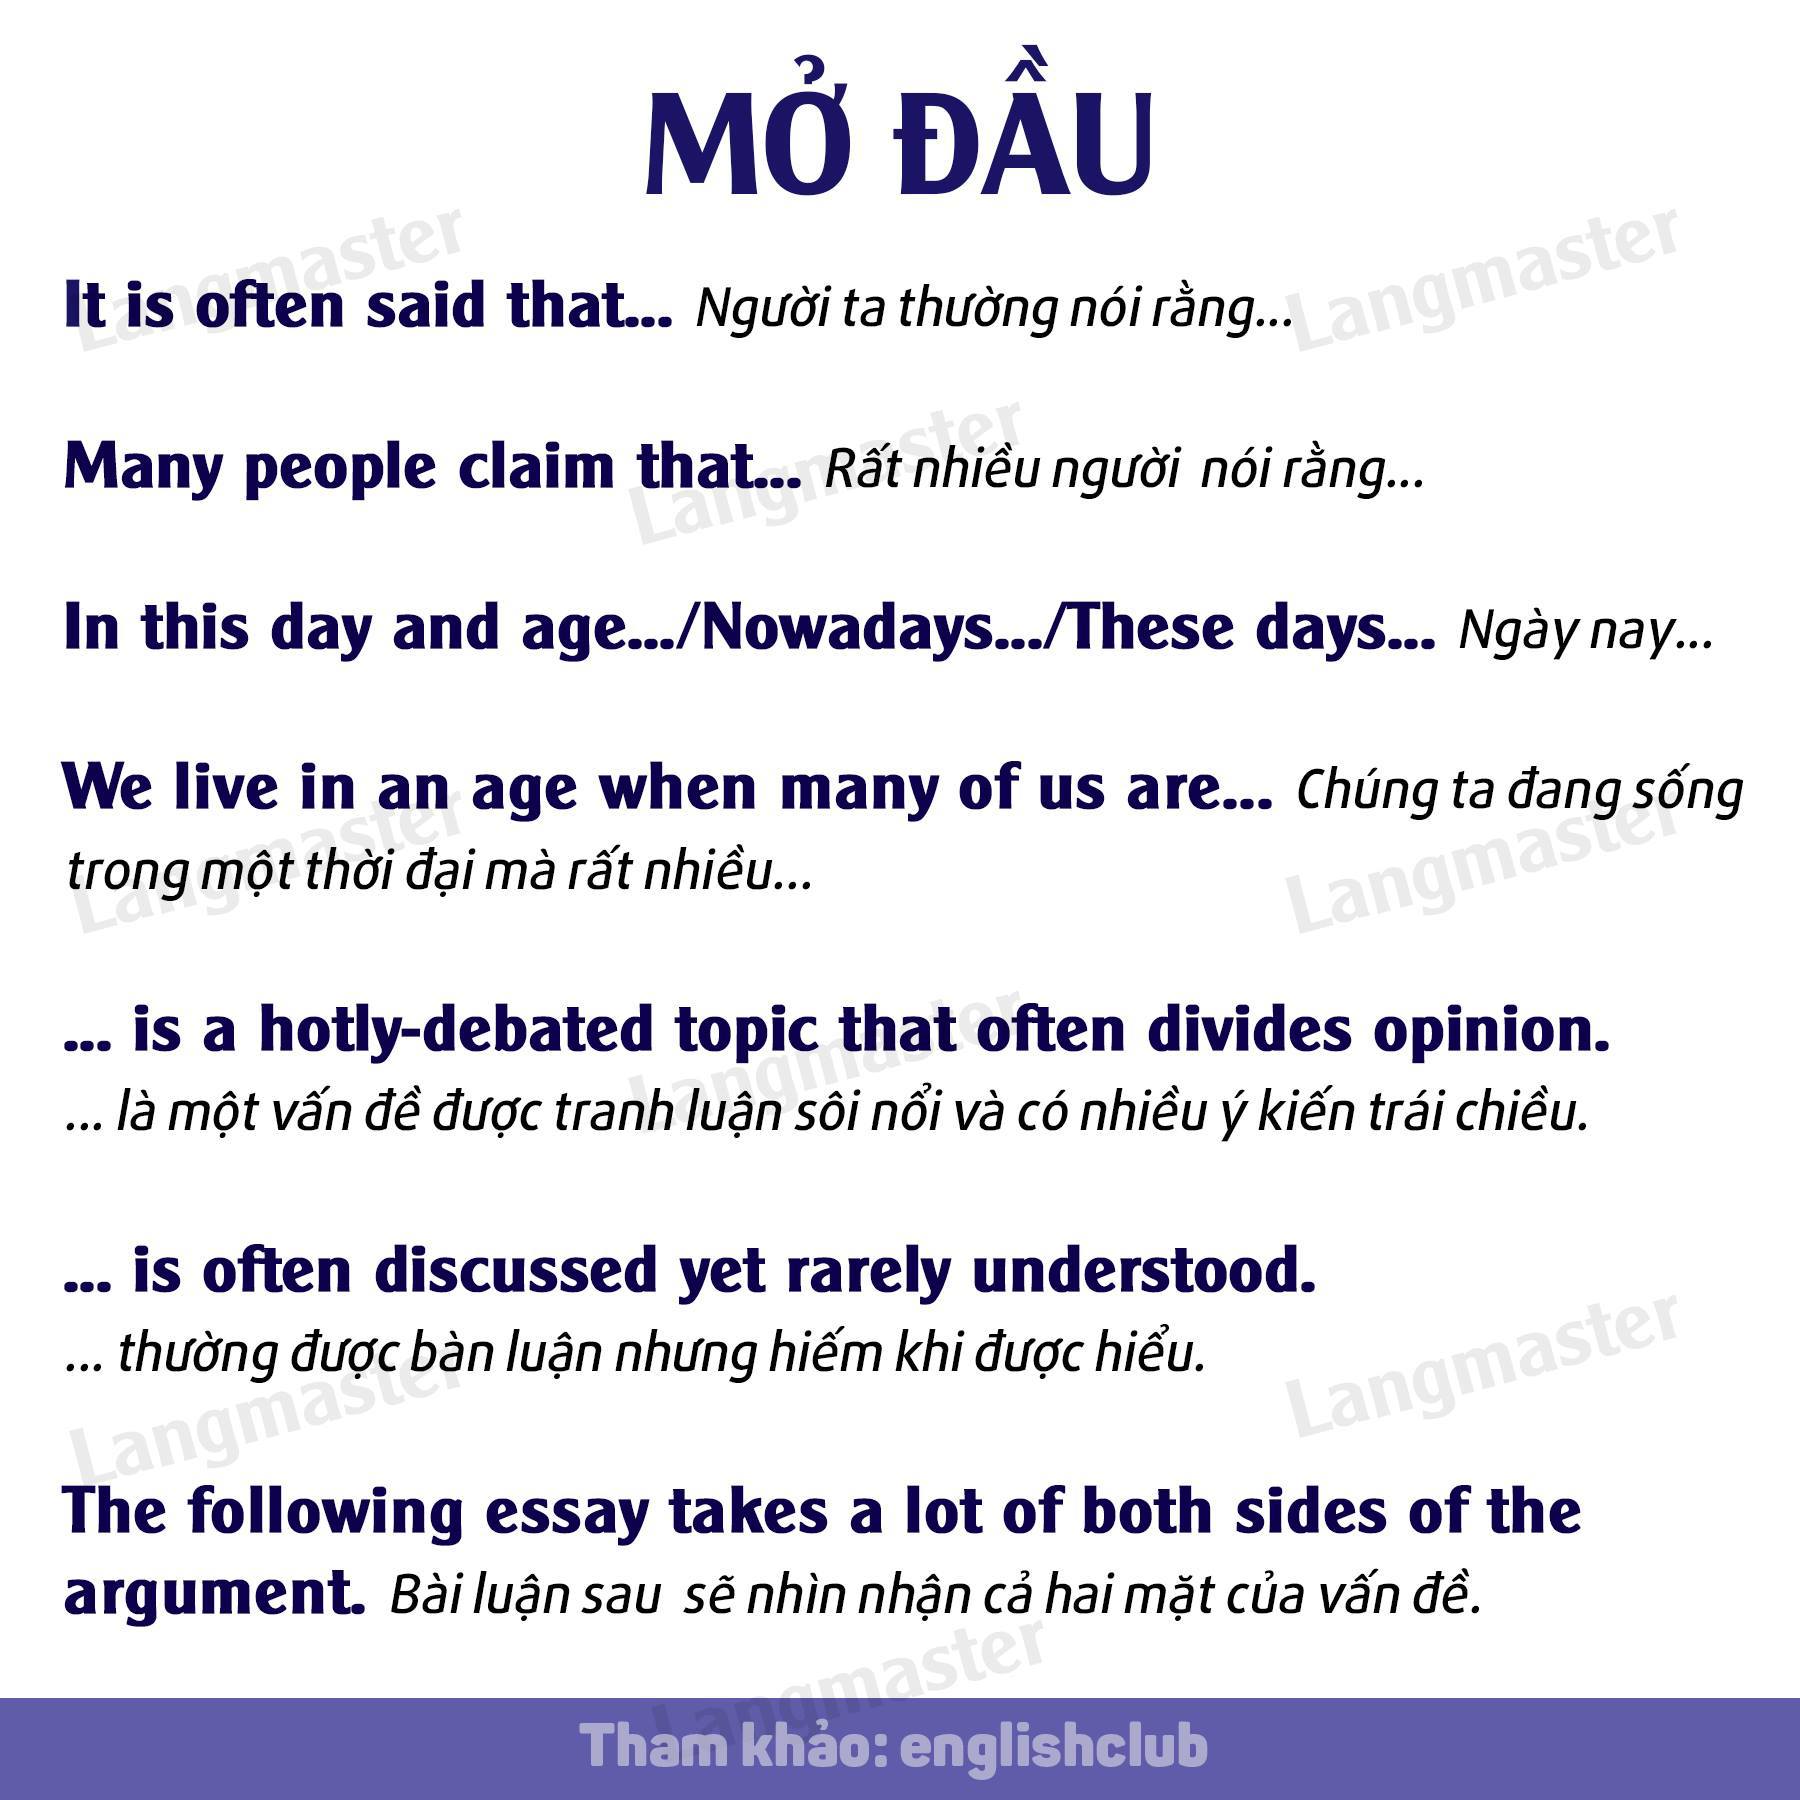 MỞ ĐẦU
It is often said that... Người ta thường nói rằng...
Many people claim that... Rất nhiều người nói rằng...
In this day and age.../Nowadays.../These days... Ngày nay...
We live in an age when many of us are... Chúng ta đang sống
trong một thời đại mà rất nhiều...
... is a hotly-debated topic that often divides opinion.
... là một vấn đề được tranh luận sôi nổi và có nhiều ý kiến trái chiều.
... is often discussed yet rarely understood.
... thường được bàn luận nhưng hiếm khi được hiểu.
The following essay takes a lot of both sides of the
argument. Bài luận sau sẽ nhìn nhận cả hai mặt của vấn đề.
Tham khảo: englishclub
Langmaster
Langmaster
Langmaster
Langmaster
Langmaster
Langmaster
Langmaster
Langmaster
Langmaster